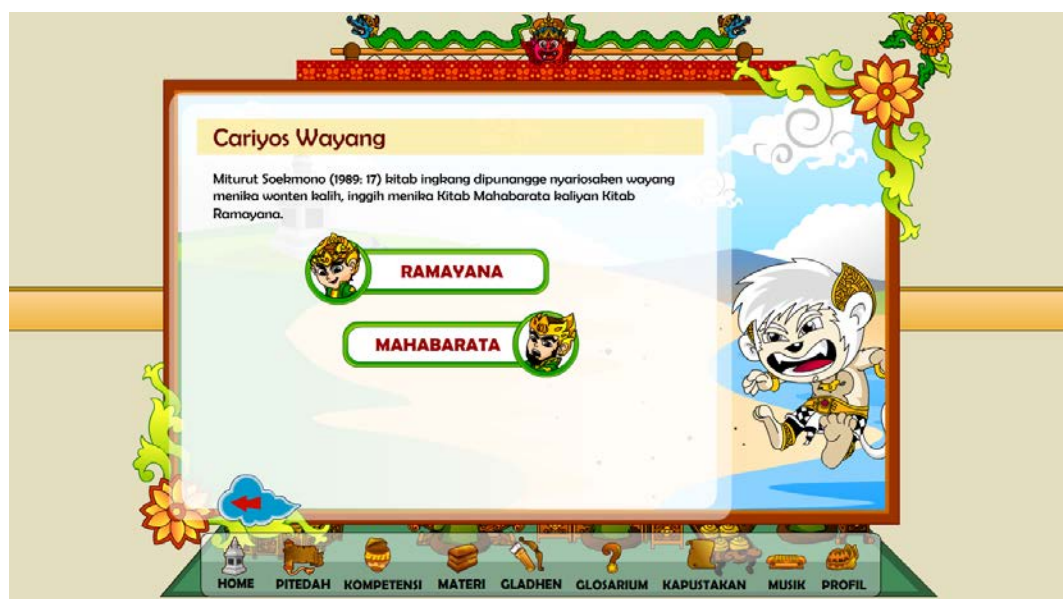 X
Cariyos Wayang
Miturut Soekmono (1989: 17) kitab ingkang dipunangge nyariosaken wayang
menika wonten kalih, inggih menika Kitab Mahabarata kaliyan Kitab
Ramayana.
RAMAYANA
MAHABARATA
HOME PITEDAH KOMPETENSI MATERI GLADHEN GLOSARIUM KAPUSTAKAN MUSIK PROFIL